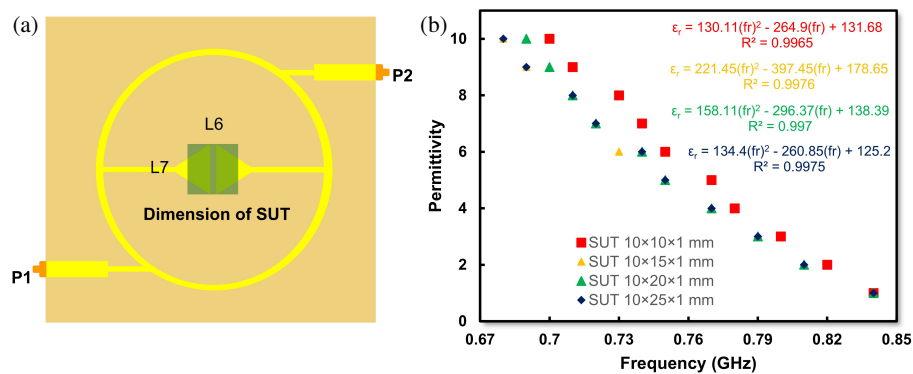 (a)
P2
L6
L7
Dimension of SUT
P1
(b)
Permittivity
10
8
6
4
2
0
εr = 130.11(fr)² - 264.9(fr) + 131.68
R² = 0.9965
εr = 221.45(fr)² - 397.45(fr) + 178.65
R² = 0.9976
εr = 158.11(fr)² - 296.37(fr) + 138.39
R² = 0.997
εr = 134.4(fr)² - 260.85(fr) + 125.2
R² = 0.9975
SUT 10×10×1 mm
SUT 10×15×1 mm
SUT 10×20×1 mm
SUT 10×25×1 mm
0.67 0.7 0.73 0.76 0.79 0.82 0.85
Frequency (GHz)